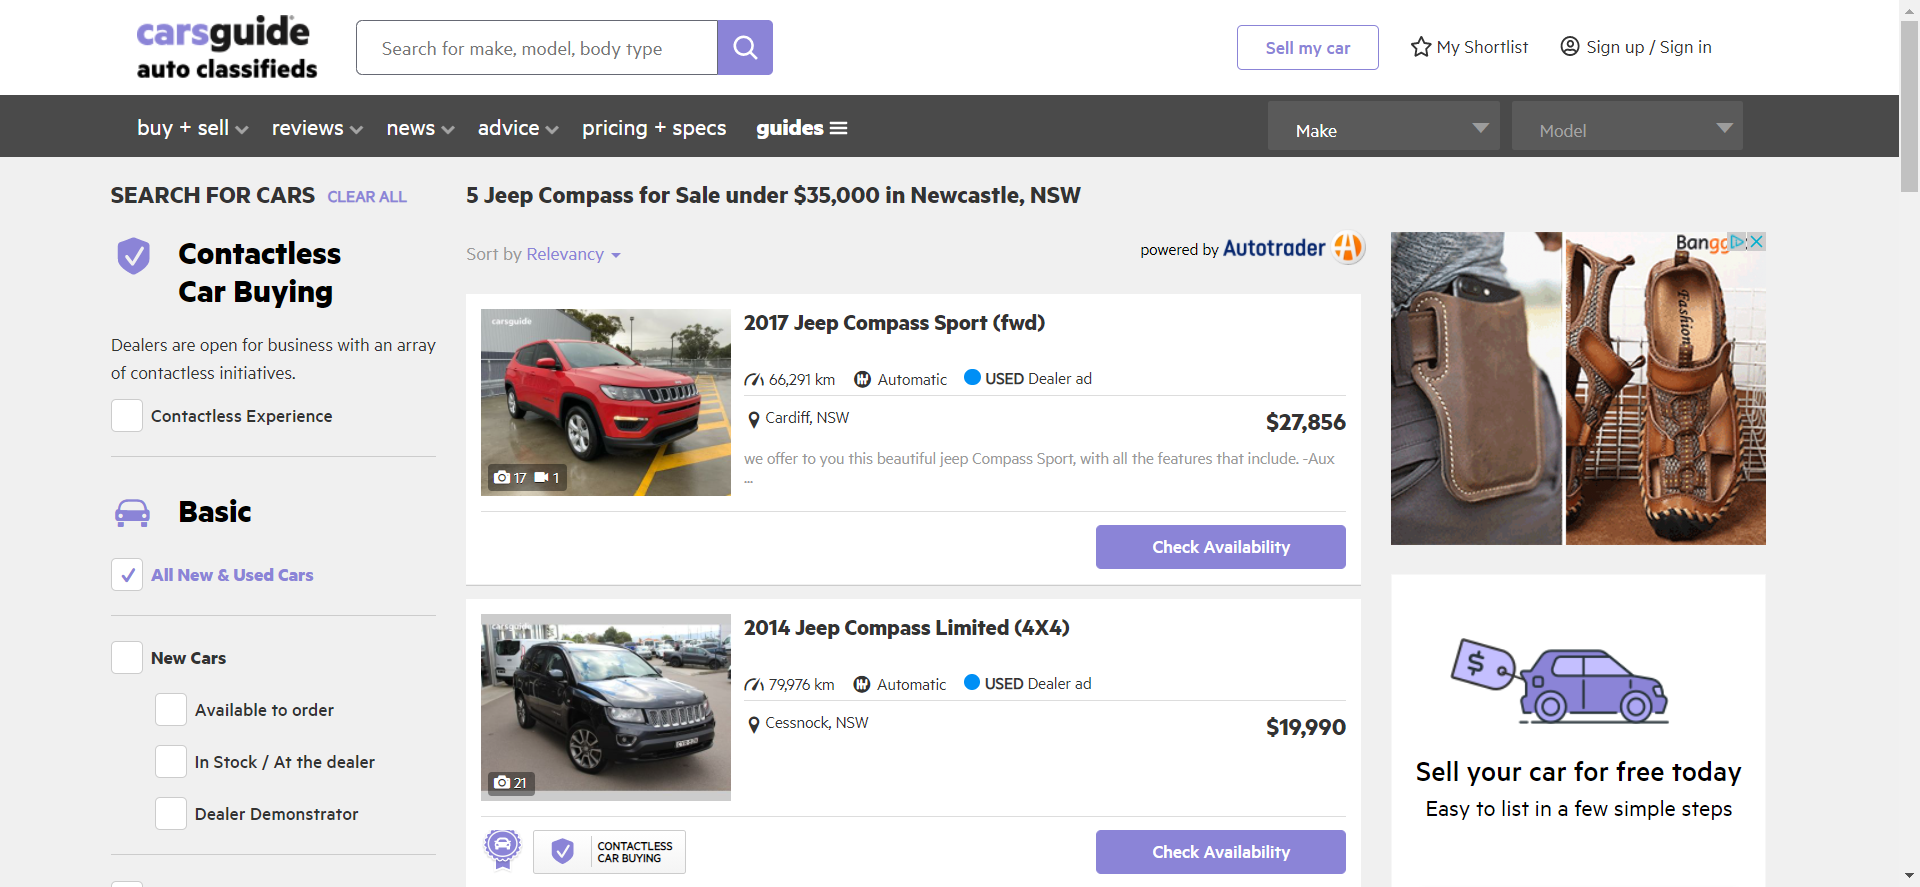 carsguide
auto classifieds
Search for make, model, body type
Sell my car
My Shortlist
Sign up / Sign in
buy + sell
reviews
news
advice
pricing + specs
guides
Make
Model
SEARCH FOR CARS CLEAR ALL
Contactless
Car Buying
Dealers are open for business with an array
of contactless initiatives.
Contactless Experience
Basic
All New & Used Cars
New Cars
Available to order
In Stock / At the dealer
Dealer Demonstrator
5 Jeep Compass for Sale under $35,000 in Newcastle, NSW
Sort by Relevancy
powered by Autotrader
carsguide
17 1
2017 Jeep Compass Sport (fwd)
66,291 km Automatic USED Dealer ad
Cardiff, NSW
$27,856
we offer to you this beautiful jeep Compass Sport, with all the features that include. -Aux
...
Check Availability
carsguide
21
2014 Jeep Compass Limited (4X4)
79,976 km Automatic USED Dealer ad
Cessnock, NSW
$19,990
CONTACTLESS
CAR BUYING
Check Availability
Fashion
$
Sell your car for free today
Easy to list in a few simple steps